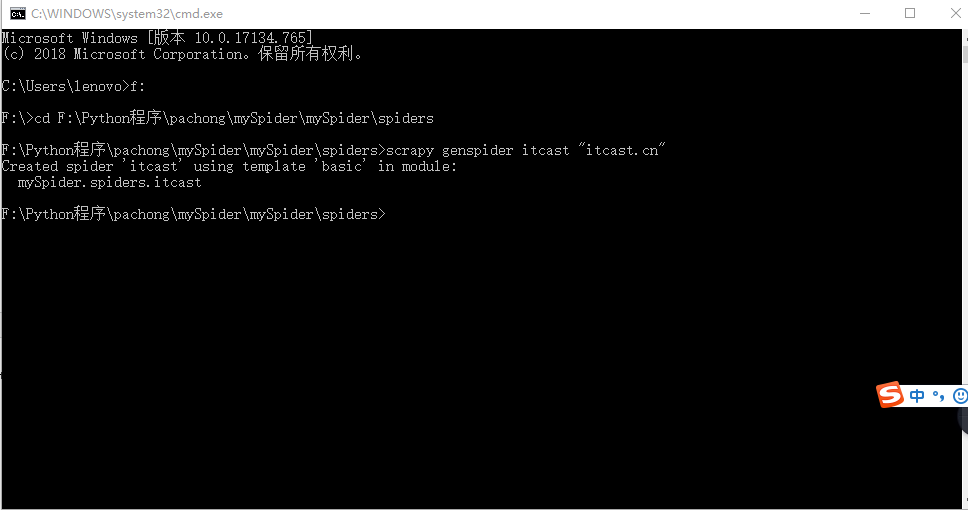 C:\WINDOWS\system32\cmd.exe
Microsoft Windows [版本 10.0.17134.765]
(c) 2018 Microsoft Corporation。保留所有权利。
C:\Users\lenovo>f:
F:\>cd F:\Python程序\pachong\mySpider\mySpider\spiders
F:\Python程序\pachong\mySpider\mySpider\spiders>scrapy genspider itcast "itcast.cn"
Created spider 'itcast' using template 'basic' in module:
  mySpider.spiders.itcast
F:\Python程序\pachong\mySpider\mySpider\spiders>
S 中 °,